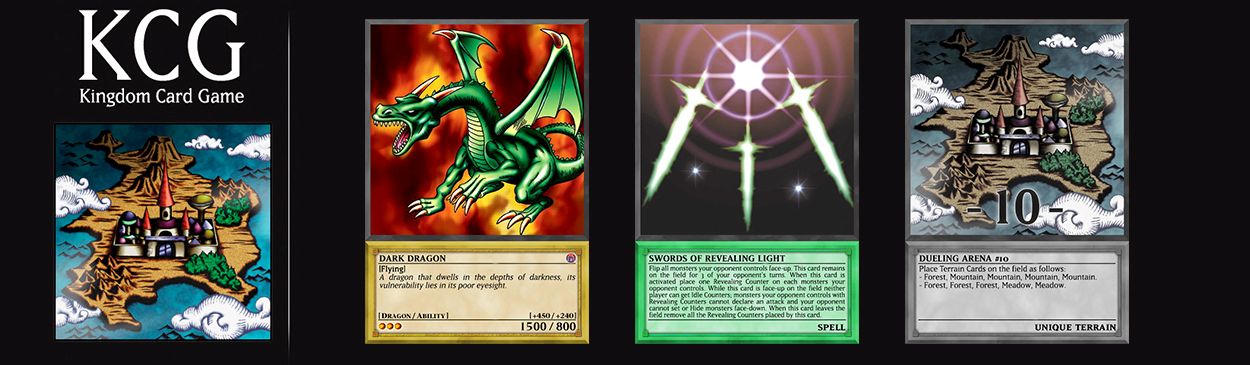 KCG
Kingdom Card Game
DARK DRAGON
[Flying]
A dragon that dwells in the depths of darkness, its
vulnerability lies in its poor eyesight.
[DRAGON / ABILITY] [+450 / +240]
1500 / 800
SWORDS OF REVEALING LIGHT
Flip all monsters your opponent controls face-up. This card remains
on the field for 3 of your opponent's turns. When this card is
activated place one Revealing Counter on each monsters your
opponent controls. While this card is face-up on the field neither
player can get Idle Counters; monsters your opponent controls with
Revealing Counters cannot declare an attack and your opponent
cannot set or Hide monsters face-down. When this card leaves the
field remove all the Revealing Counters placed by this card.
SPELL
- 10 -
DUELING ARENA #10
Place Terrain Cards on the field as follows:
- Forest, Mountain, Mountain, Mountain, Mountain.
- Forest, Forest, Forest, Meadow, Meadow.
UNIQUE TERRAIN